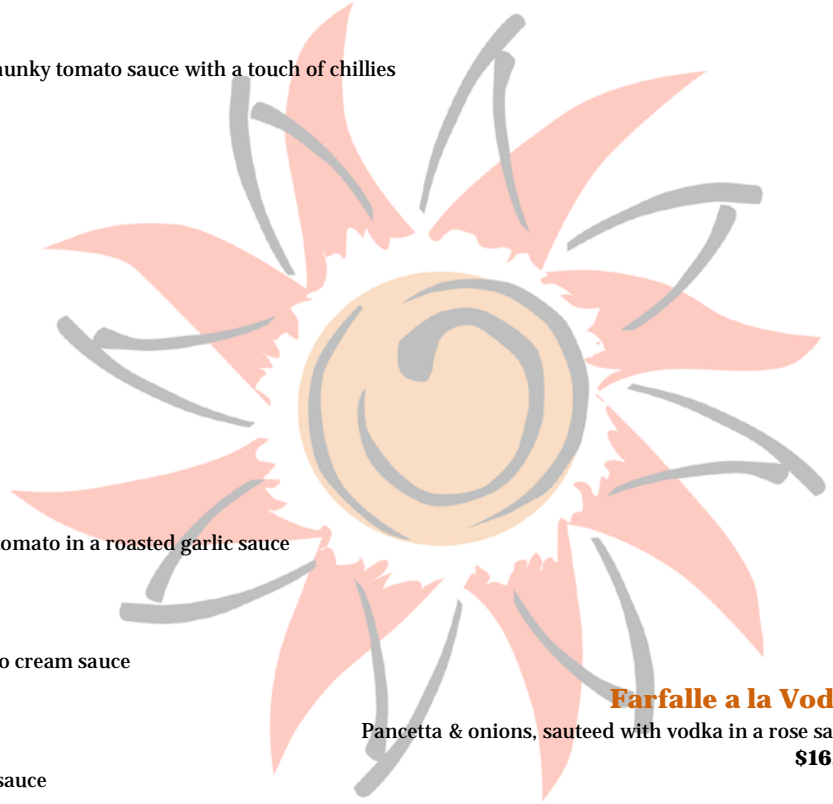 hunky tomato sauce with a touch of chillies
omato in a roasted garlic sauce
o cream sauce
Farfalle a la Vod
Pancetta & onions, sauteed with vodka in a rose sa
$16
sauce